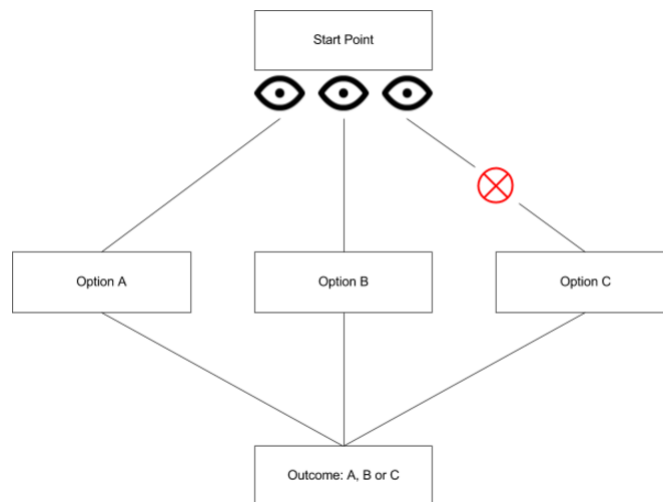 Start Point
Option A
Option B
Option C
Outcome: A, B or C